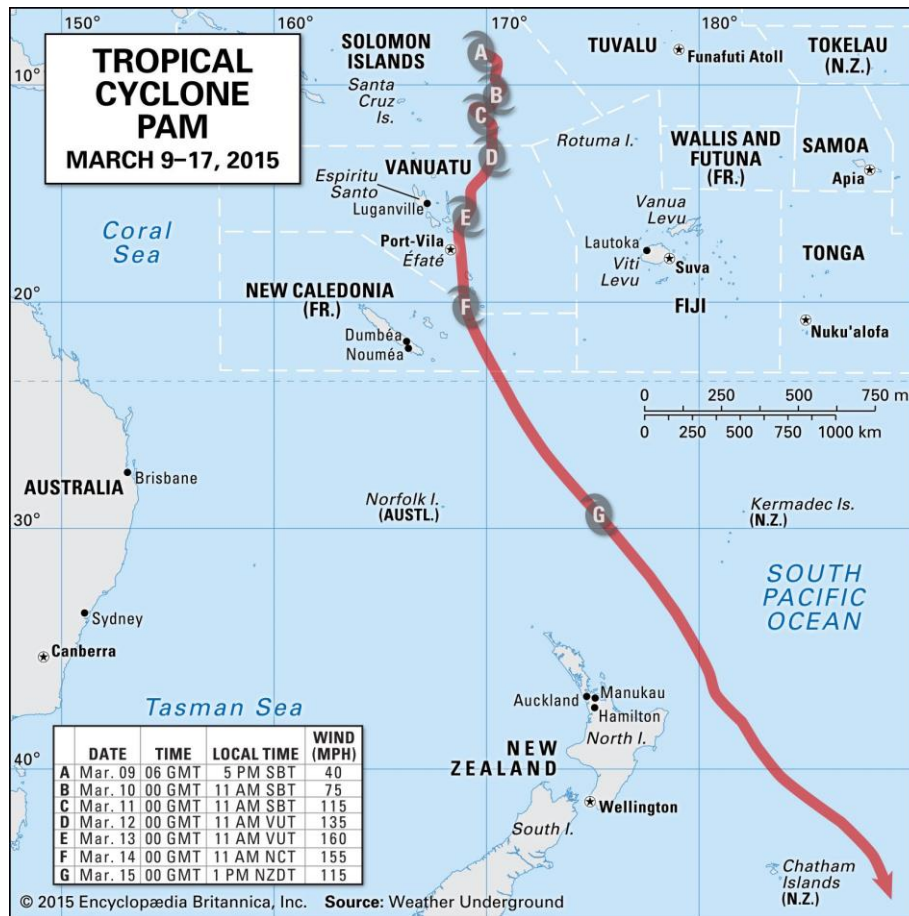 TROPICAL
CYCLONE
PAM
MARCH 9–17, 2015
150°
160°
170°
180°
10°
20°
30°
40°
SOLOMON
ISLANDS
Santa
Cruz
Is.
TUVALU
Funafuti Atoll
TOKELAU
(N.Z.)
A
B
C
D
E
F
G
Rotuma I.
WALLIS AND
FUTUNA
(FR.)
SAMOA
Apia
VANUATU
Espiritu
Santo
Luganville
Port-Vila
Éfaté
Vanua
Levu
Lautoka
Viti
Levu
Suva
FIJI
TONGA
Nuku'alofa
Coral
Sea
NEW CALEDONIA
(FR.)
Dumbéa
Nouméa
0 250 500 750 m
0 250 500 750 1000 km
AUSTRALIA
Brisbane
Norfolk I.
(AUSTL.)
Kermadec Is.
(N.Z.)
SOUTH
PACIFIC
OCEAN
Sydney
Canberra
Tasman Sea
Auckland
Manukau
Hamilton
North I.
NEW
ZEALAND
Wellington
South I.
Chatham
Islands
(N.Z.)
DATE TIME LOCAL TIME WIND (MPH)
A Mar. 09 06 GMT 5 PM SBT 40
B Mar. 10 00 GMT 11 AM SBT 75
C Mar. 11 00 GMT 11 AM SBT 115
D Mar. 12 00 GMT 11 AM VUT 135
E Mar. 13 00 GMT 11 AM VUT 160
F Mar. 14 00 GMT 11 AM NCT 155
G Mar. 15 00 GMT 1 PM NZDT 115
© 2015 Encyclopædia Britannica, Inc. Source: Weather Underground